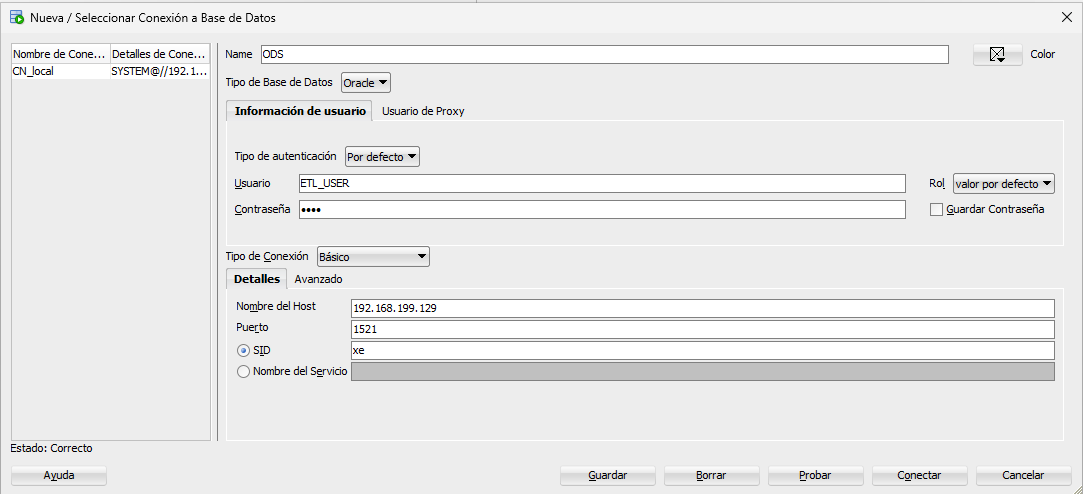 Nueva / Seleccionar Conexión a Base de Datos
Nombre de Cone... Detalles de Cone...
CN_local SYSTEM@//192.1...
Name ODS Color
Tipo de Base de Datos Oracle
Información de usuario Usuario de Proxy
Tipo de autenticación Por defecto
Usuario ETL_USER Rol valor por defecto
Contraseña •••• Guardar Contraseña
Tipo de Conexión Básico
Detalles Avanzado
Nombre del Host 192.168.199.129
Puerto 1521
SID xe
Nombre del Servicio
Estado: Correcto
Ayuda Guardar Borrar Probar Conectar Cancelar